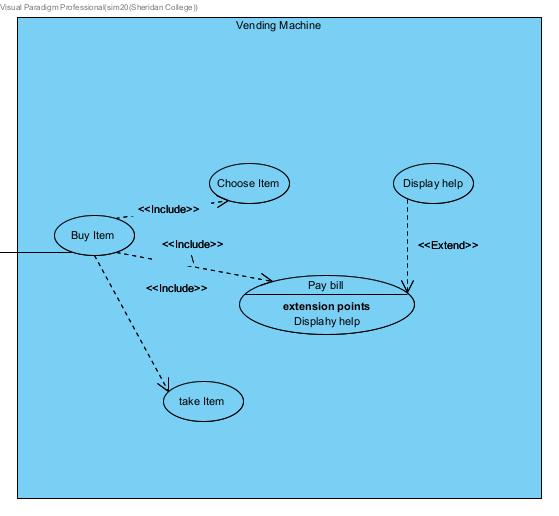 Visual Paradigm Professional(sim20(Sheridan College))
Vending Machine
Choose Item
Display help
<<Include>>
Buy Item
<<Include>>
<<Extend>>
<<Include>>
Pay bill
extension points
Displahy help
take Item